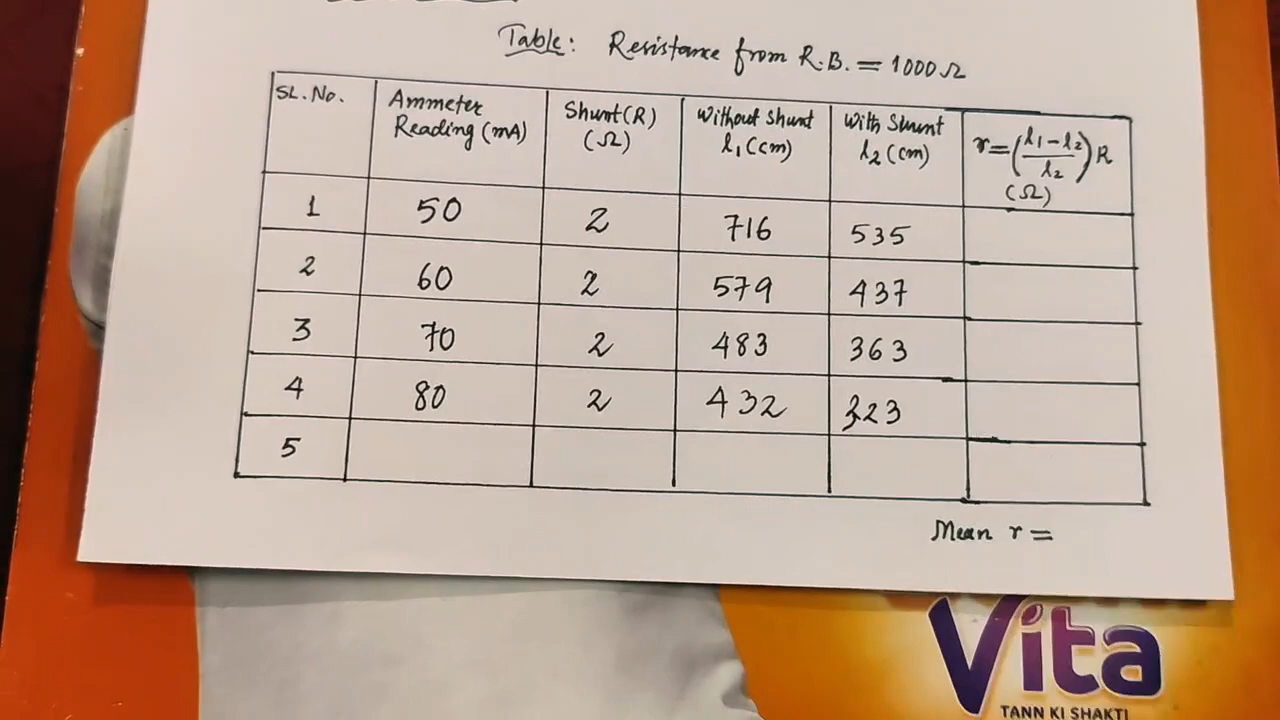 Table: Resistance from R.B. = 1000Ω
SL. No. Ammeter Reading (mA) Shunt (R) (Ω) Without Shunt l₁ (cm) With Shunt l₂ (cm) r = ((l₁ - l₂)/l₂) R (Ω)
1 50 2 716 535
2 60 2 579 437
3 70 2 483 363
4 80 2 432 323
5
Mean r =
Vita
TANN KI SHAKTI